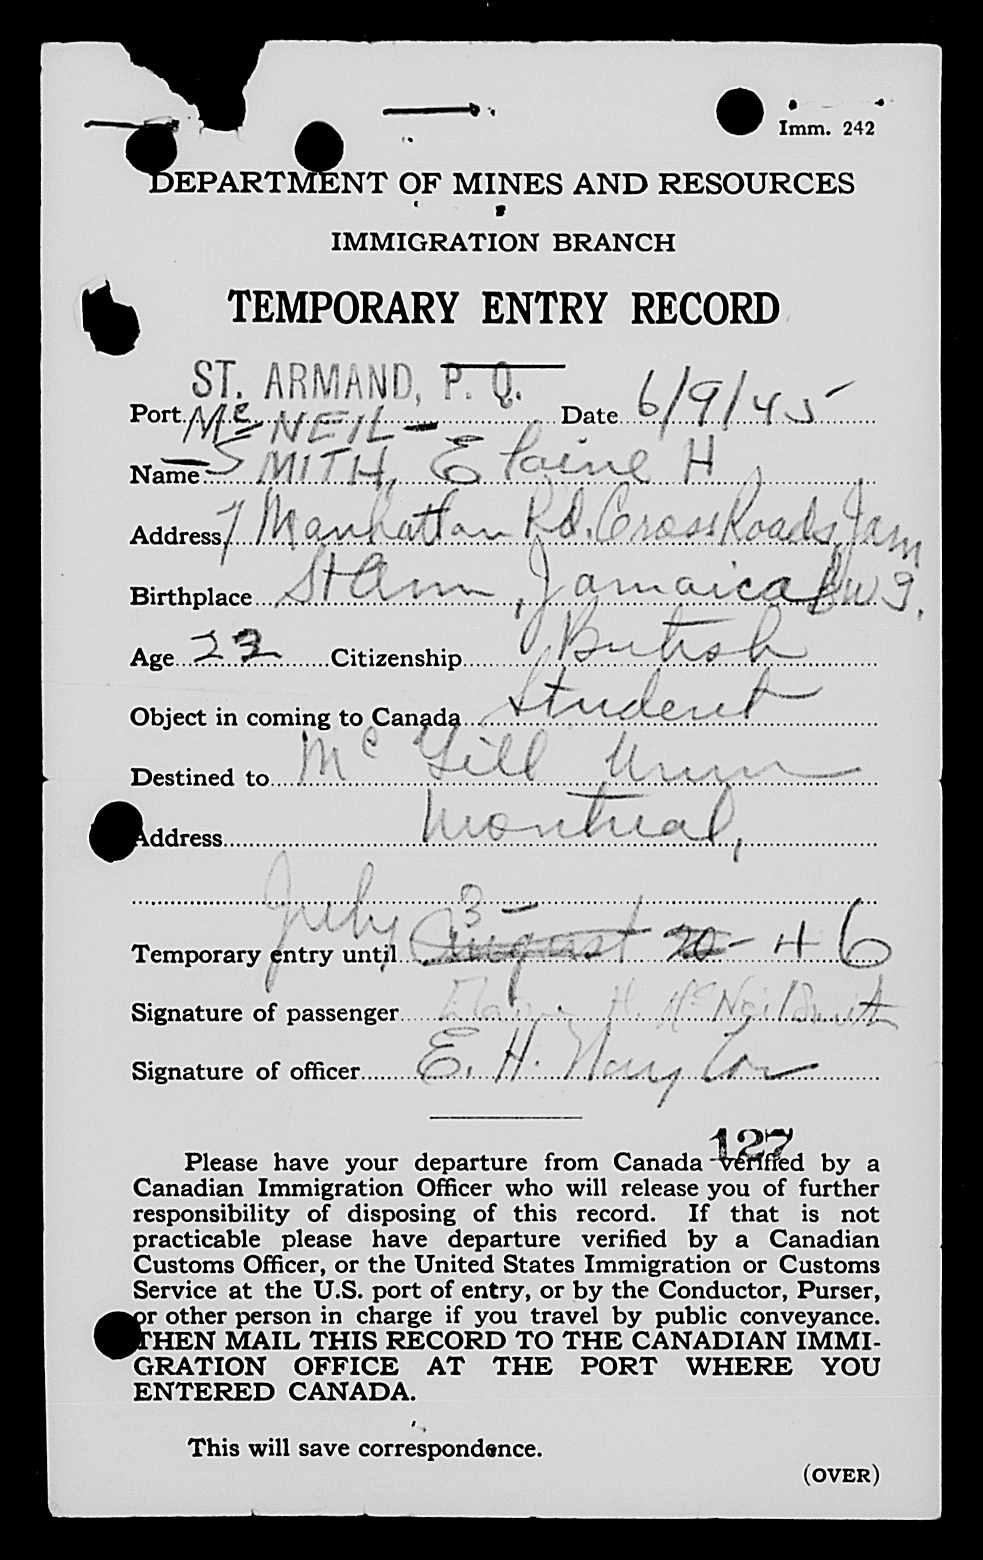 Imm. 242
DEPARTMENT OF MINES AND RESOURCES
IMMIGRATION BRANCH
TEMPORARY ENTRY RECORD
ST. ARMAND, P. Q.
Port Date 6/9/45
Mc NEIL-
Name SMITH, Elaine H
Address 7 Manhattan Rd. Cross Roads, Jam
Birthplace St Ann, Jamaica BWI.
Age 22 Citizenship British
Object in coming to Canada Student
Destined to McGill Univ
Address Montreal,
July 3-
Temporary entry until August 20-46
Signature of passenger Elaine H. McNeil Smith
Signature of officer E. H. Naylor
127
Please have your departure from Canada verified by a
Canadian Immigration Officer who will release you of further
responsibility of disposing of this record. If that is not
practicable please have departure verified by a Canadian
Customs Officer, or the United States Immigration or Customs
Service at the U.S. port of entry, or by the Conductor, Purser,
or other person in charge if you travel by public conveyance.
THEN MAIL THIS RECORD TO THE CANADIAN IMMI-
GRATION OFFICE AT THE PORT WHERE YOU
ENTERED CANADA.
This will save correspondence.
(OVER)